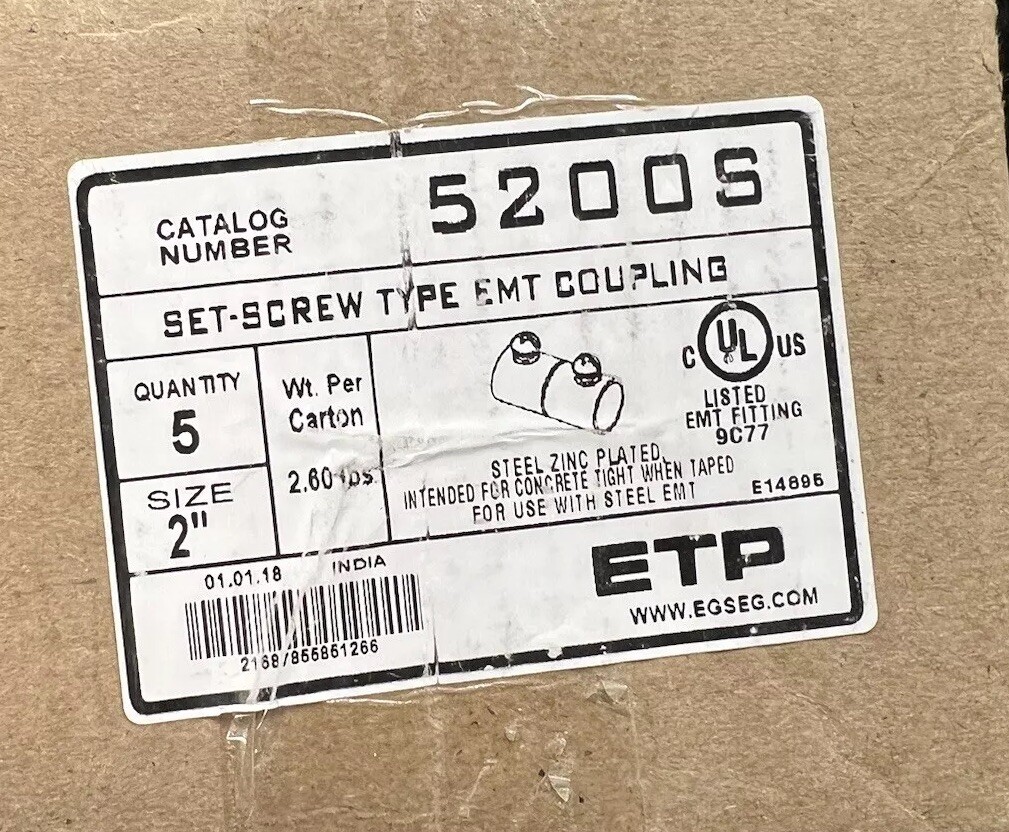 CATALOG
NUMBER
5200S
SET-SCREW TYPE EMT COUPLING
QUANTITY
5
SIZE
2"
Wt. Per
Carton
2.60 lbs
C UL US
LISTED
EMT FITTING
9C77
STEEL ZINC PLATED,
INTENDED FOR CONCRETE TIGHT WHEN TAPED
FOR USE WITH STEEL EMT
E14895
01.01.18
INDIA
ETP
WWW.EGSEG.COM